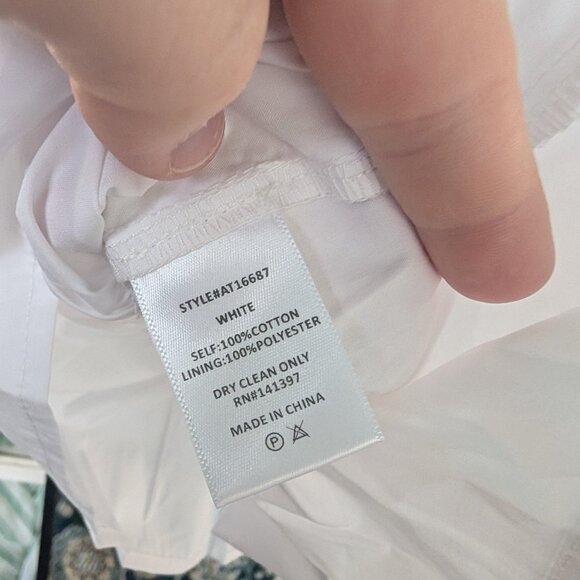 STYLE#AT16687
WHITE
SELF:100%COTTON
LINING:100%POLYESTER
DRY CLEAN ONLY
RN#141397
MADE IN CHINA
P